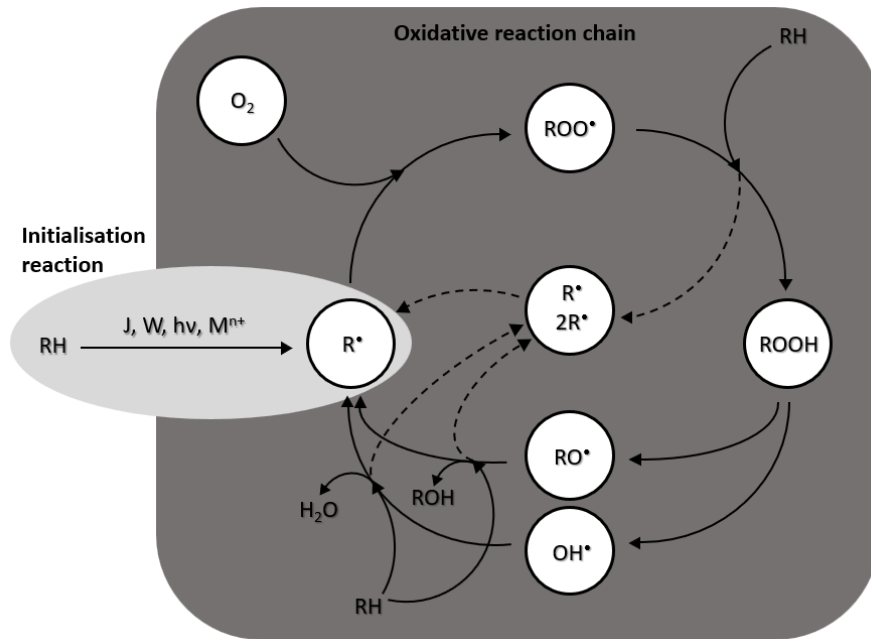 Oxidative reaction chain
RH
O₂
ROO•
Initialisation
reaction
RH
J, W, hν, Mⁿ⁺
R•
R•
2R•
ROOH
RO•
ROH
H₂O
OH•
RH